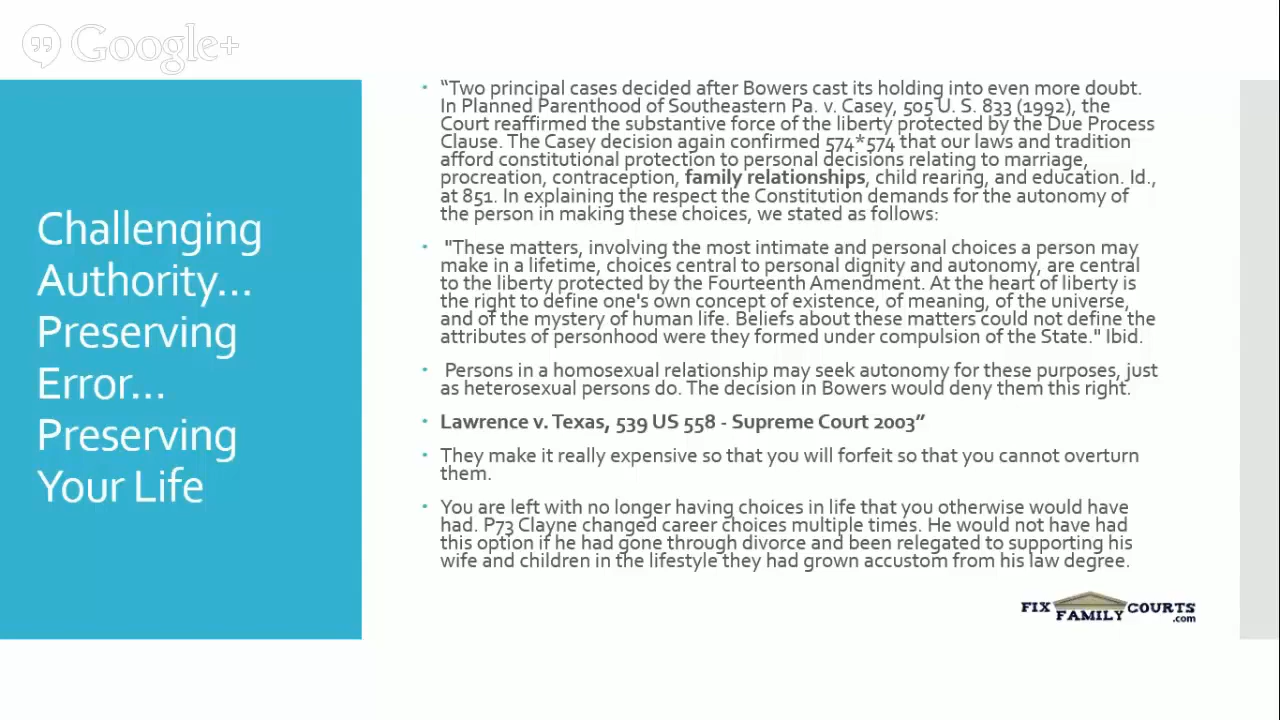 Google+
Challenging
Authority...
Preserving
Error...
Preserving
Your Life
• “Two principal cases decided after Bowers cast its holding into even more doubt.
In Planned Parenthood of Southeastern Pa. v. Casey, 505 U. S. 833 (1992), the
Court reaffirmed the substantive force of the liberty protected by the Due Process
Clause. The Casey decision again confirmed 574*574 that our laws and tradition
afford constitutional protection to personal decisions relating to marriage,
procreation, contraception, family relationships, child rearing, and education. Id.,
at 851. In explaining the respect the Constitution demands for the autonomy of
the person in making these choices, we stated as follows:
• "These matters, involving the most intimate and personal choices a person may
make in a lifetime, choices central to personal dignity and autonomy, are central
to the liberty protected by the Fourteenth Amendment. At the heart of liberty is
the right to define one's own concept of existence, of meaning, of the universe,
and of the mystery of human life. Beliefs about these matters could not define the
attributes of personhood were they formed under compulsion of the State." Ibid.
• Persons in a homosexual relationship may seek autonomy for these purposes, just
as heterosexual persons do. The decision in Bowers would deny them this right.
• Lawrence v. Texas, 539 US 558 - Supreme Court 2003”
• They make it really expensive so that you will forfeit so that you cannot overturn
them.
• You are left with no longer having choices in life that you otherwise would have
had. P73 Clayne changed career choices multiple times. He would not have had
this option if he had gone through divorce and been relegated to supporting his
wife and children in the lifestyle they had grown accustom from his law degree.
FIX FAMILY COURTS
.com